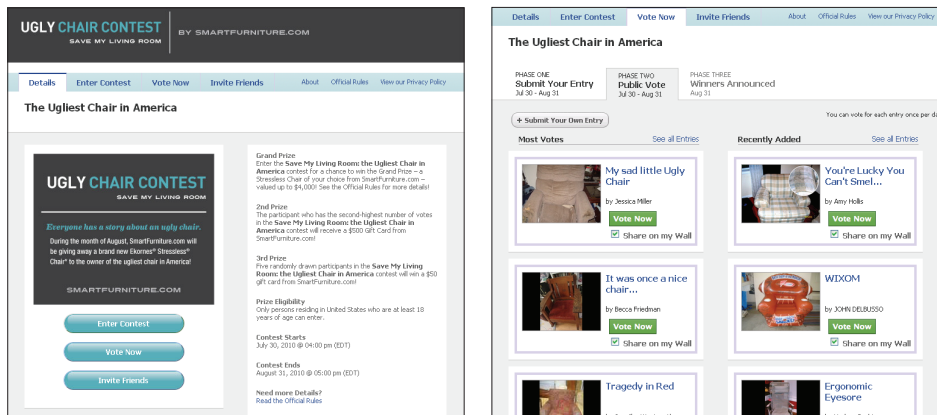 UGLY CHAIR CONTEST
SAVE MY LIVING ROOM
BY SMARTFURNITURE.COM
Details Enter Contest Vote Now Invite Friends About Official Rules View our Privacy Policy
The Ugliest Chair in America
UGLY CHAIR CONTEST
SAVE MY LIVING ROOM
Everyone has a story about an ugly chair.
During the month of August, SmartFurniture.com will
be giving away a brand new Ekornes® Stressless®
Chair* to the owner of the ugliest chair in America!
SMARTFURNITURE.COM
Enter Contest
Vote Now
Invite Friends
Grand Prize
Enter the Save My Living Room: the Ugliest Chair in
America contest for a chance to win the Grand Prize – a
Stressless Chair of your choice from SmartFurniture.com –
valued up to $4,000! See the Official Rules for more details!
2nd Prize
The participant who has the second-highest number of votes
in the Save My Living Room: the Ugliest Chair in
America contest will receive a $500 Gift Card from
SmartFurniture.com!
3rd Prize
Five randomly drawn participants in the Save My Living
Room: the Ugliest Chair in America contest will win a $50
gift card from SmartFurniture.com!
Prize Eligibility
Only persons residing in United States who are at least 18
years of age can enter.
Contest Starts
July 30, 2010 @ 04:00 pm (EDT)
Contest Ends
August 31, 2010 @ 05:00 pm (EDT)
Need more Details?
Read the Official Rules
Details Enter Contest Vote Now Invite Friends About Official Rules View our Privacy Policy
The Ugliest Chair in America
PHASE ONE
Submit Your Entry
Jul 30 - Aug 31
PHASE TWO
Public Vote
Jul 30 - Aug 31
PHASE THREE
Winners Announced
Aug 31
+ Submit Your Own Entry
You can vote for each entry once per
Most Votes See all Entries
My sad little Ugly
Chair
by Jessica Miller
Vote Now
Share on my Wall
It was once a nice
chair...
by Becca Friedman
Vote Now
Share on my Wall
Tragedy in Red
Recently Added See all Entries
You're Lucky You
Can't Smel...
by Amy Hollis
Vote Now
Share on my Wall
WIXOM
by JOHN DELBUSSO
Vote Now
Share on my Wall
Ergonomic
Eyesore